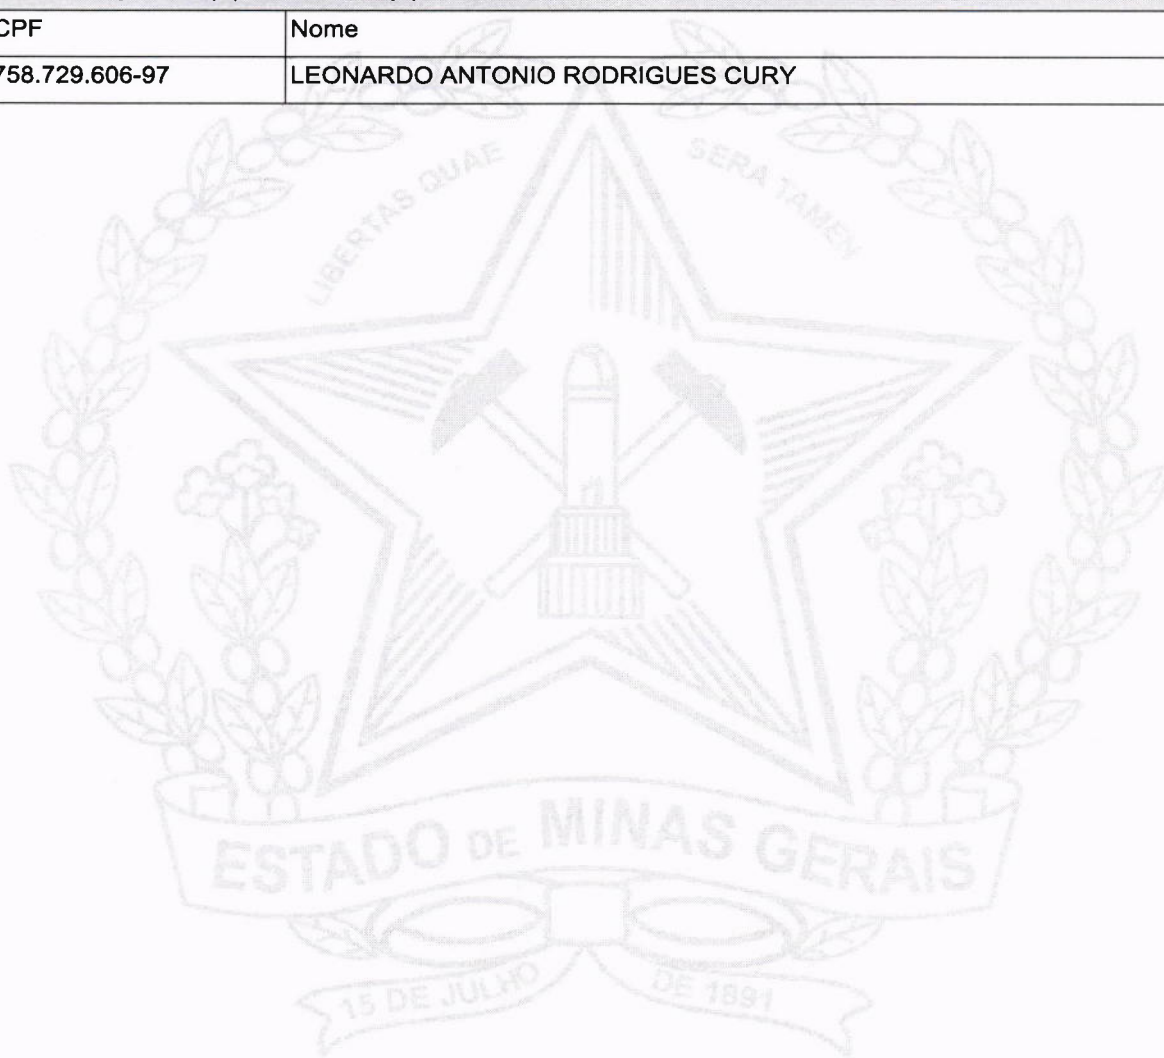 CPF Nome
758.729.606-97 LEONARDO ANTONIO RODRIGUES CURY
LIBERTAS QUAE SERA TAMEN
ESTADO DE MINAS GERAIS
15 DE JULHO DE 1891